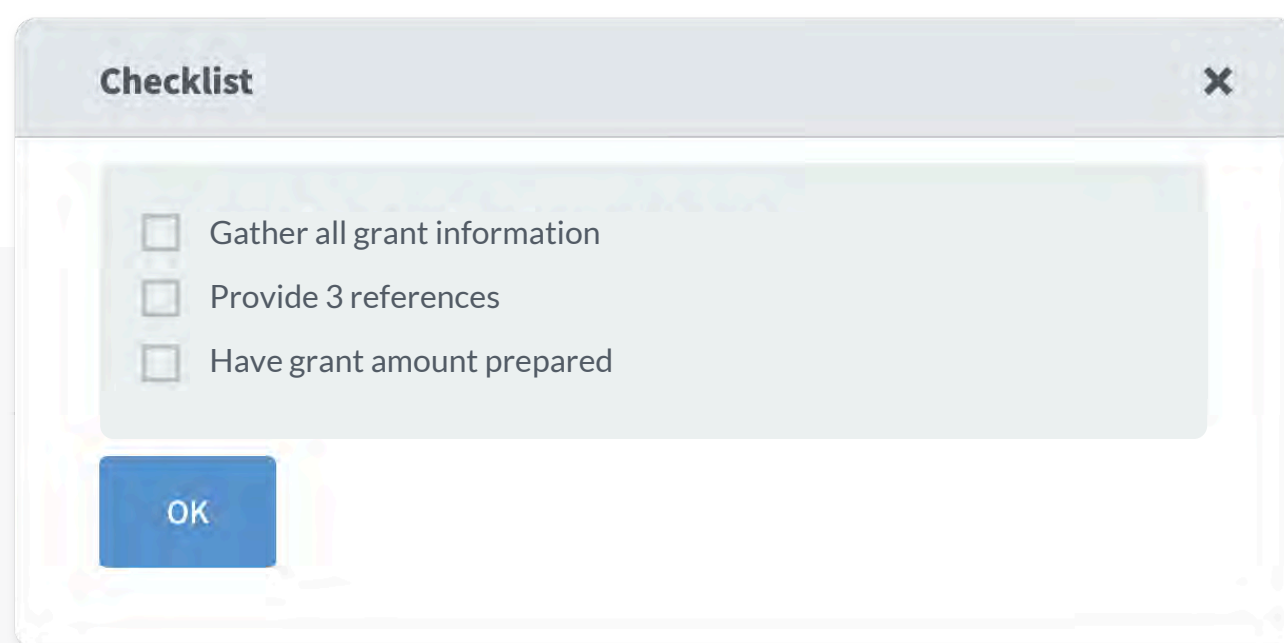 Checklist
Gather all grant information
Provide 3 references
Have grant amount prepared
OK